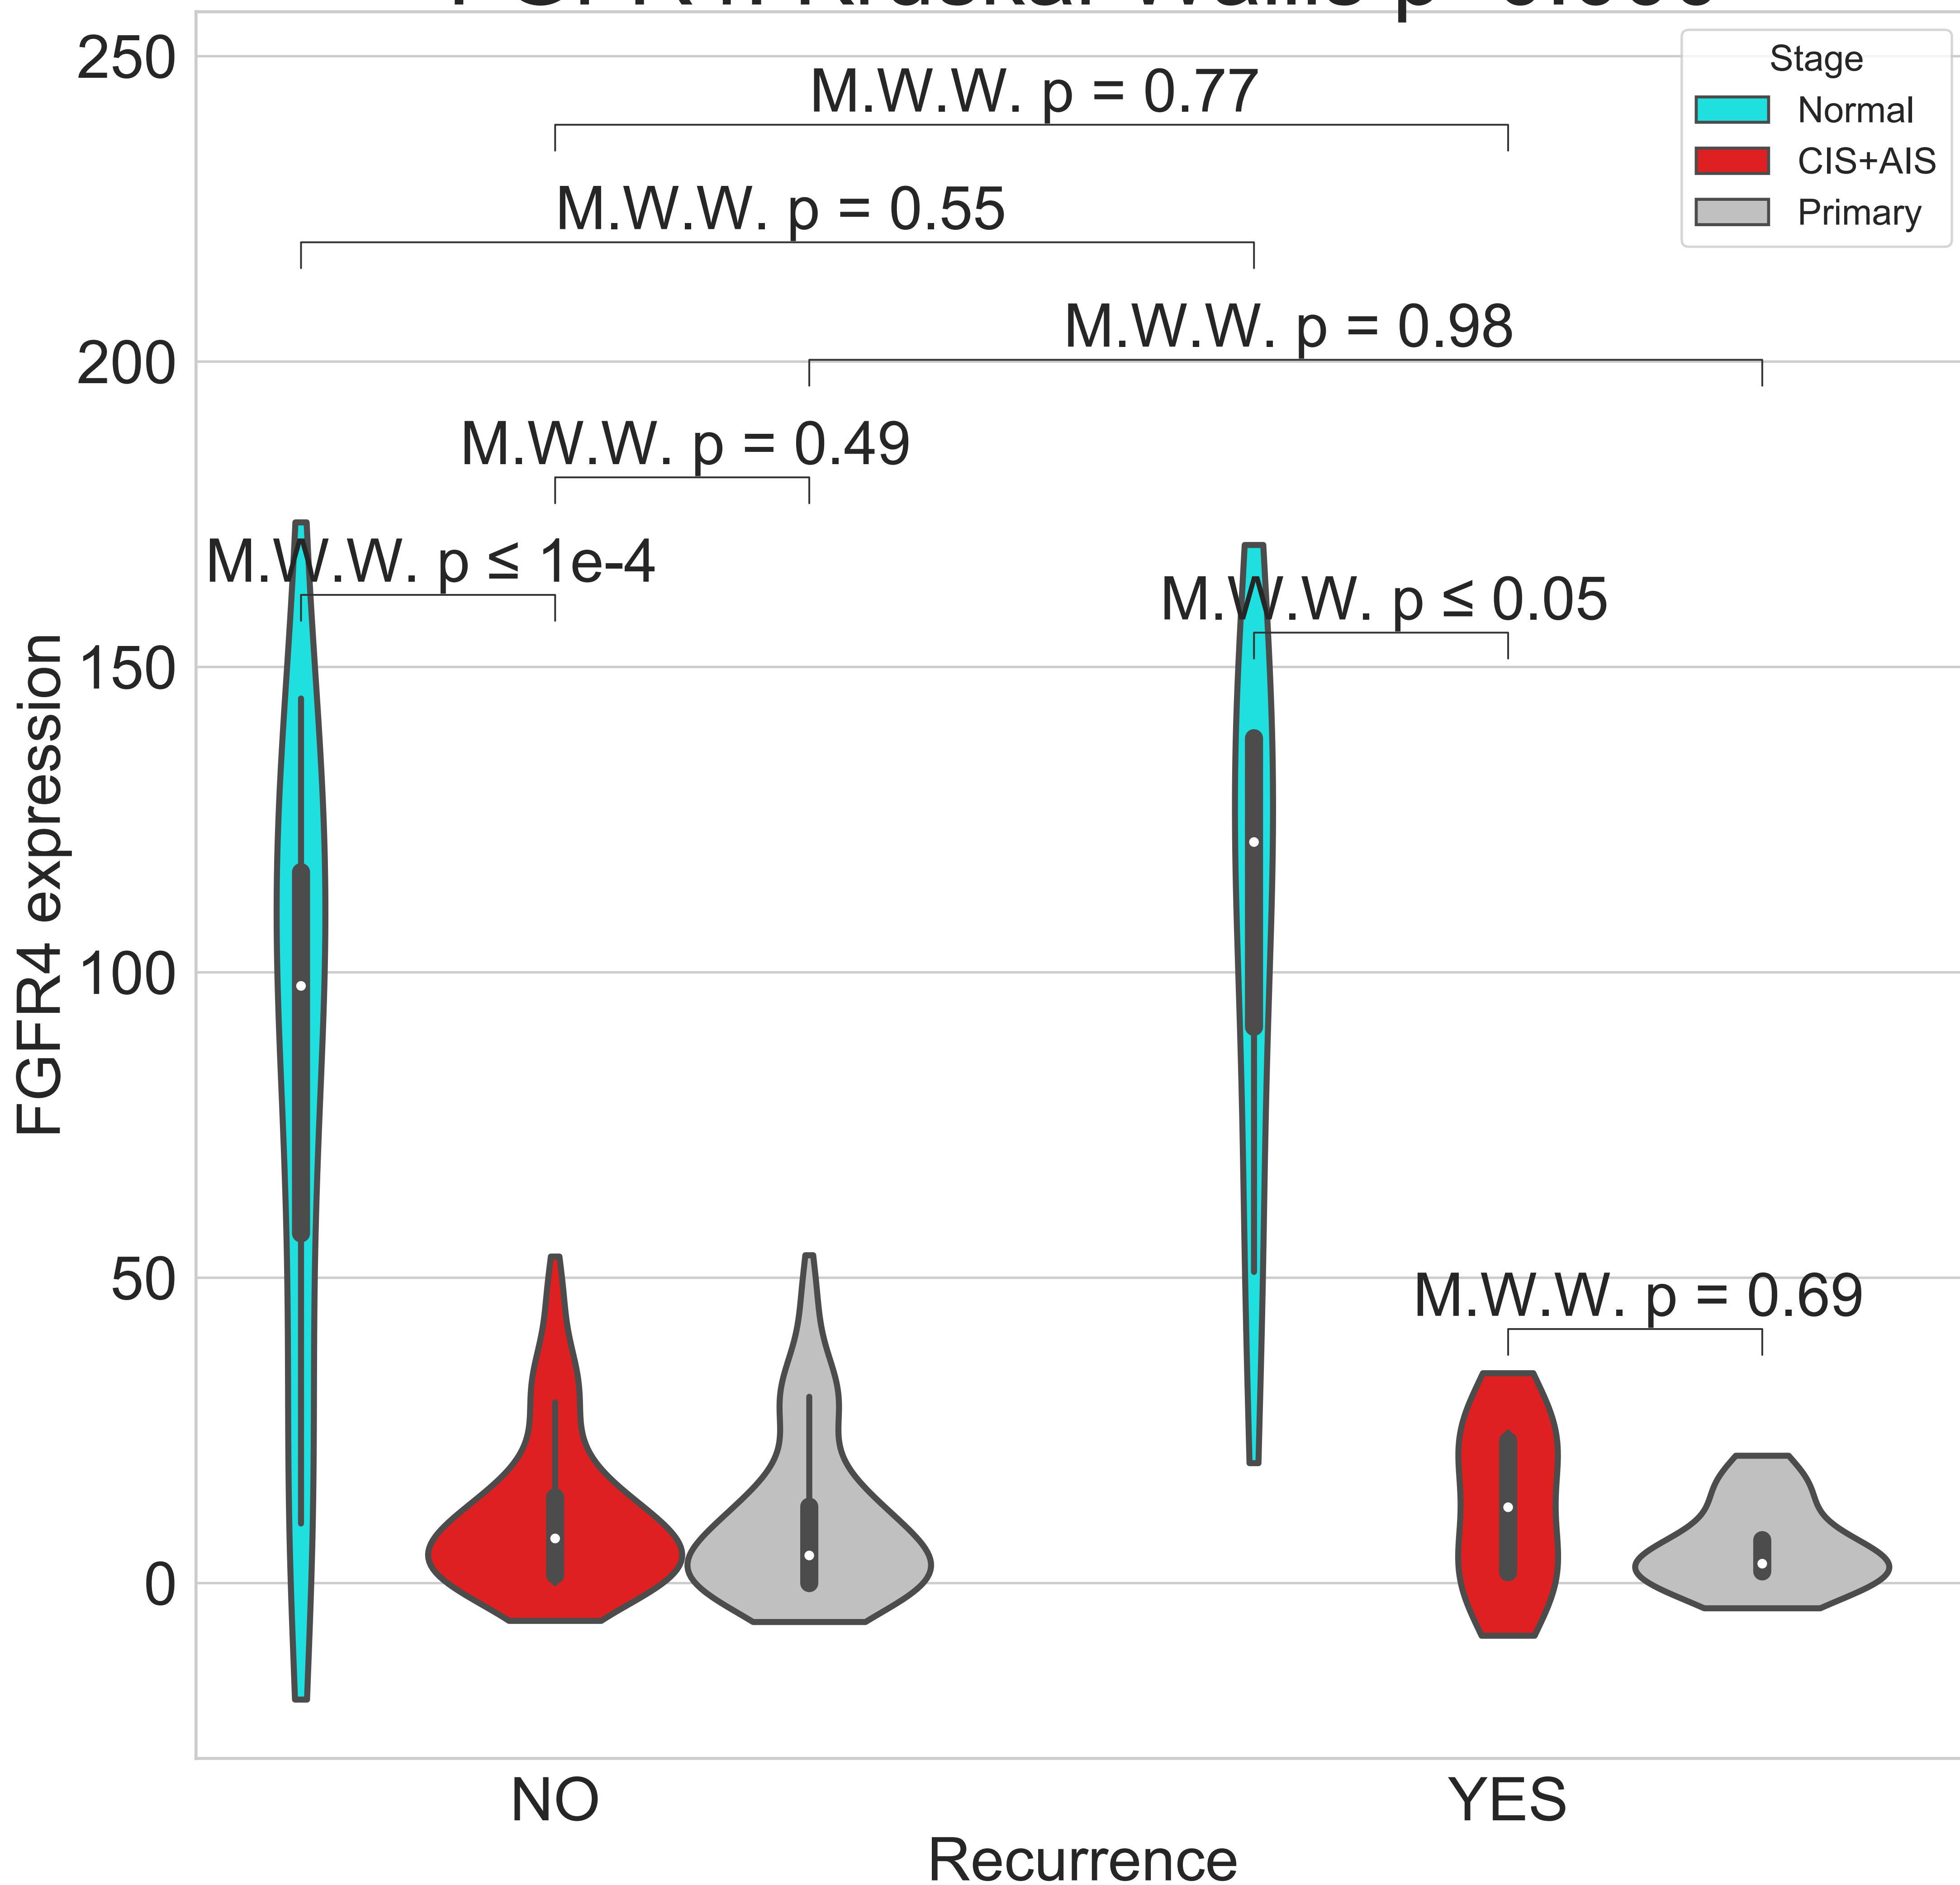 250
200
150
100
50
0
FGFR4 expression
M.W.W. p = 0.77
M.W.W. p = 0.55
M.W.W. p = 0.98
M.W.W. p = 0.49
M.W.W. p ≤ 1e-4
M.W.W. p ≤ 0.05
M.W.W. p = 0.69
Stage
Normal
CIS+AIS
Primary
NO
YES
Recurrence